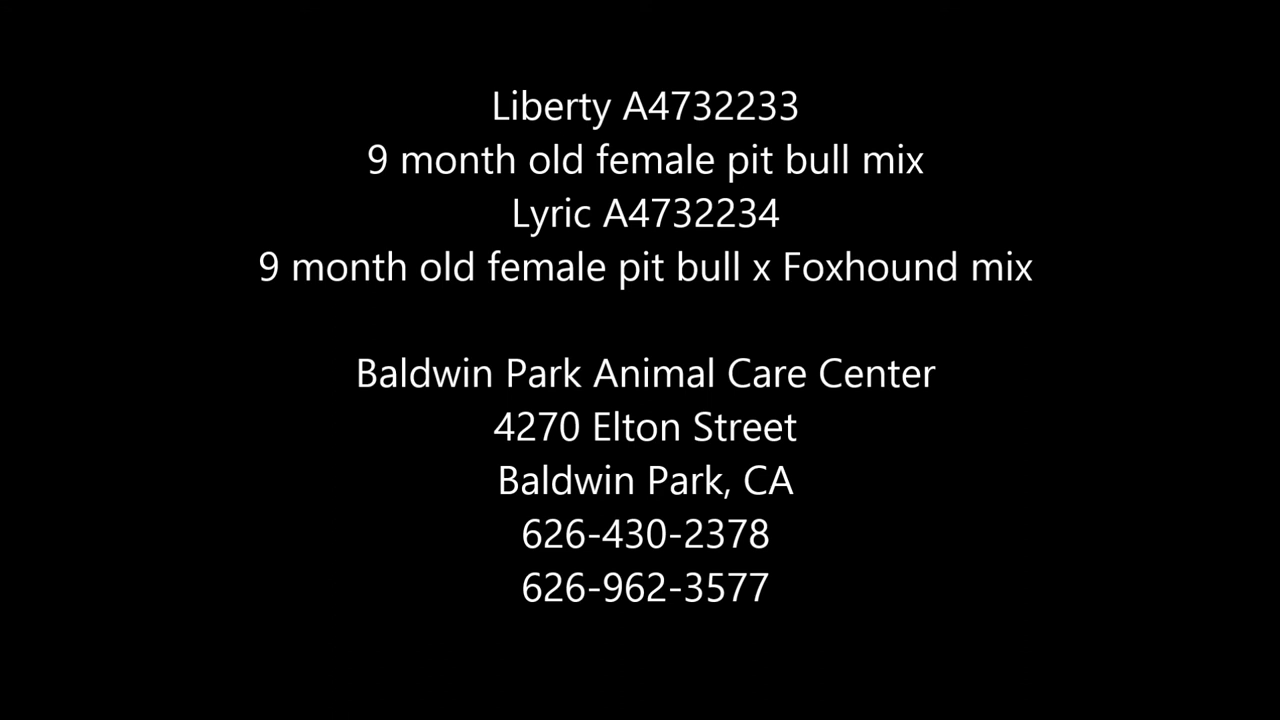 Liberty A4732233
9 month old female pit bull mix
Lyric A4732234
9 month old female pit bull x Foxhound mix
Baldwin Park Animal Care Center
4270 Elton Street
Baldwin Park, CA
626-430-2378
626-962-3577